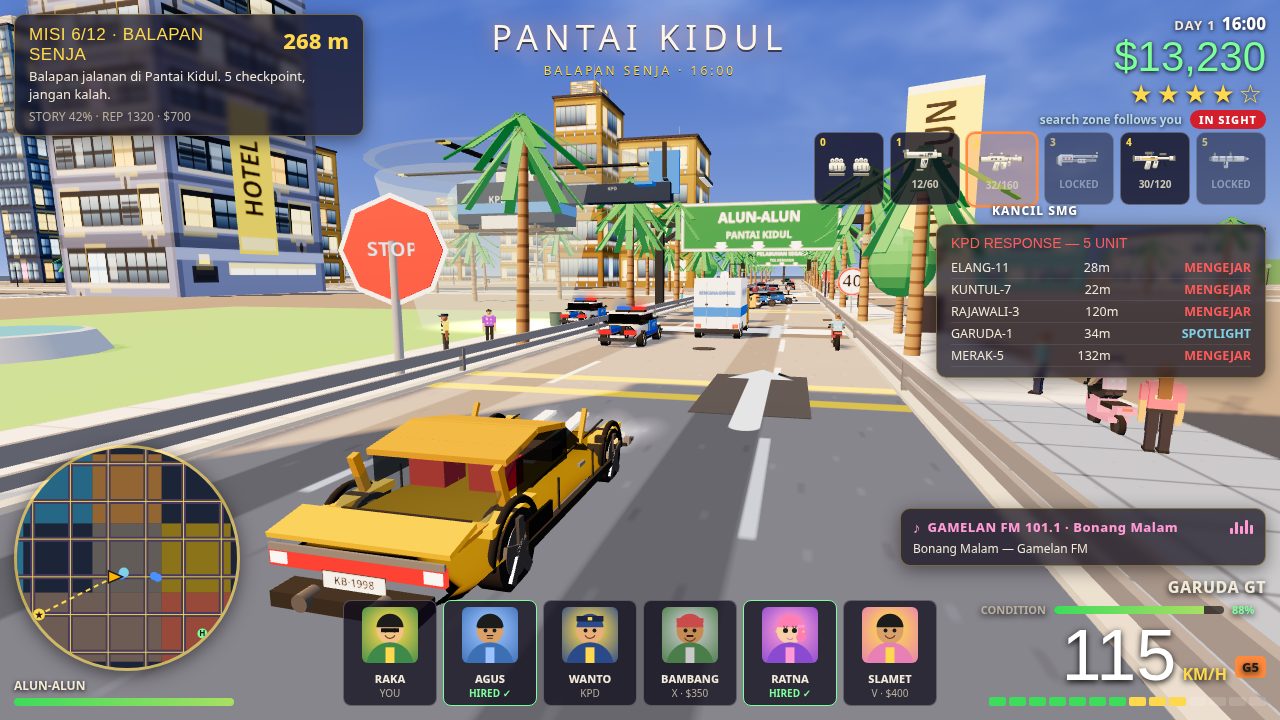 MISI 6/12 · BALAPAN SENJA
268 m
Balapan jalanan di Pantai Kidul. 5 checkpoint,
jangan kalah.
STORY 42% · REP 1320 · $700
PANTAI KIDUL
BALAPAN SENJA · 16:00
DAY 1 16:00
$13,230
★★★★☆
search zone follows you IN SIGHT
0
1
12/60
32/160
3
LOCKED
4
30/120
5
LOCKED
KANCIL SMG
KPD RESPONSE — 5 UNIT
ELANG-11 28m MENGEJAR
KUNTUL-7 22m MENGEJAR
RAJAWALI-3 120m MENGEJAR
GARUDA-1 34m SPOTLIGHT
MERAK-5 132m MENGEJAR
HOTEL
STOP
KPD
ALUN-ALUN
PANTAI KIDUL
40
KB-1998
♪ GAMELAN FM 101.1 · Bonang Malam
Bonang Malam — Gamelan FM
GARUDA GT
CONDITION 88%
115 KM/H G5
H
ALUN-ALUN
RAKA
YOU
AGUS
HIRED ✓
WANTO
KPD
BAMBANG
X · $350
RATNA
HIRED ✓
SLAMET
V · $400